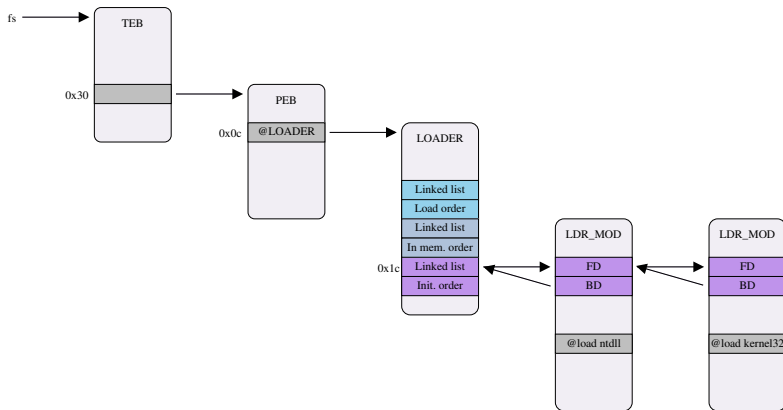 fs
TEB
0x30
PEB
0x0c
@LOADER
LOADER
Linked list
Load order
Linked list
In mem. order
0x1c
Linked list
Init. order
LDR_MOD
FD
BD
@load ntdll
LDR_MOD
FD
BD
@load kernel32